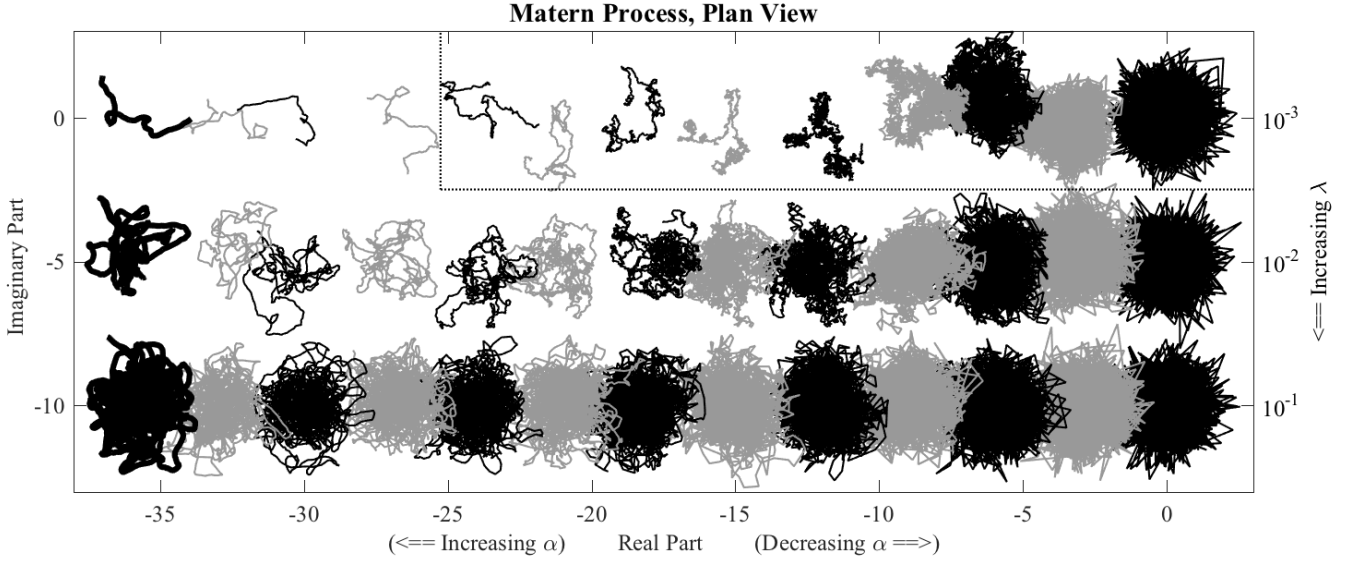 Matern Process, Plan View
0
-5
-10
Imaginary Part
10-3
10-2
10-1
<== Increasing λ
-35 -30 -25 -20 -15 -10 -5 0
(<== Increasing α) Real Part (Decreasing α ==>)